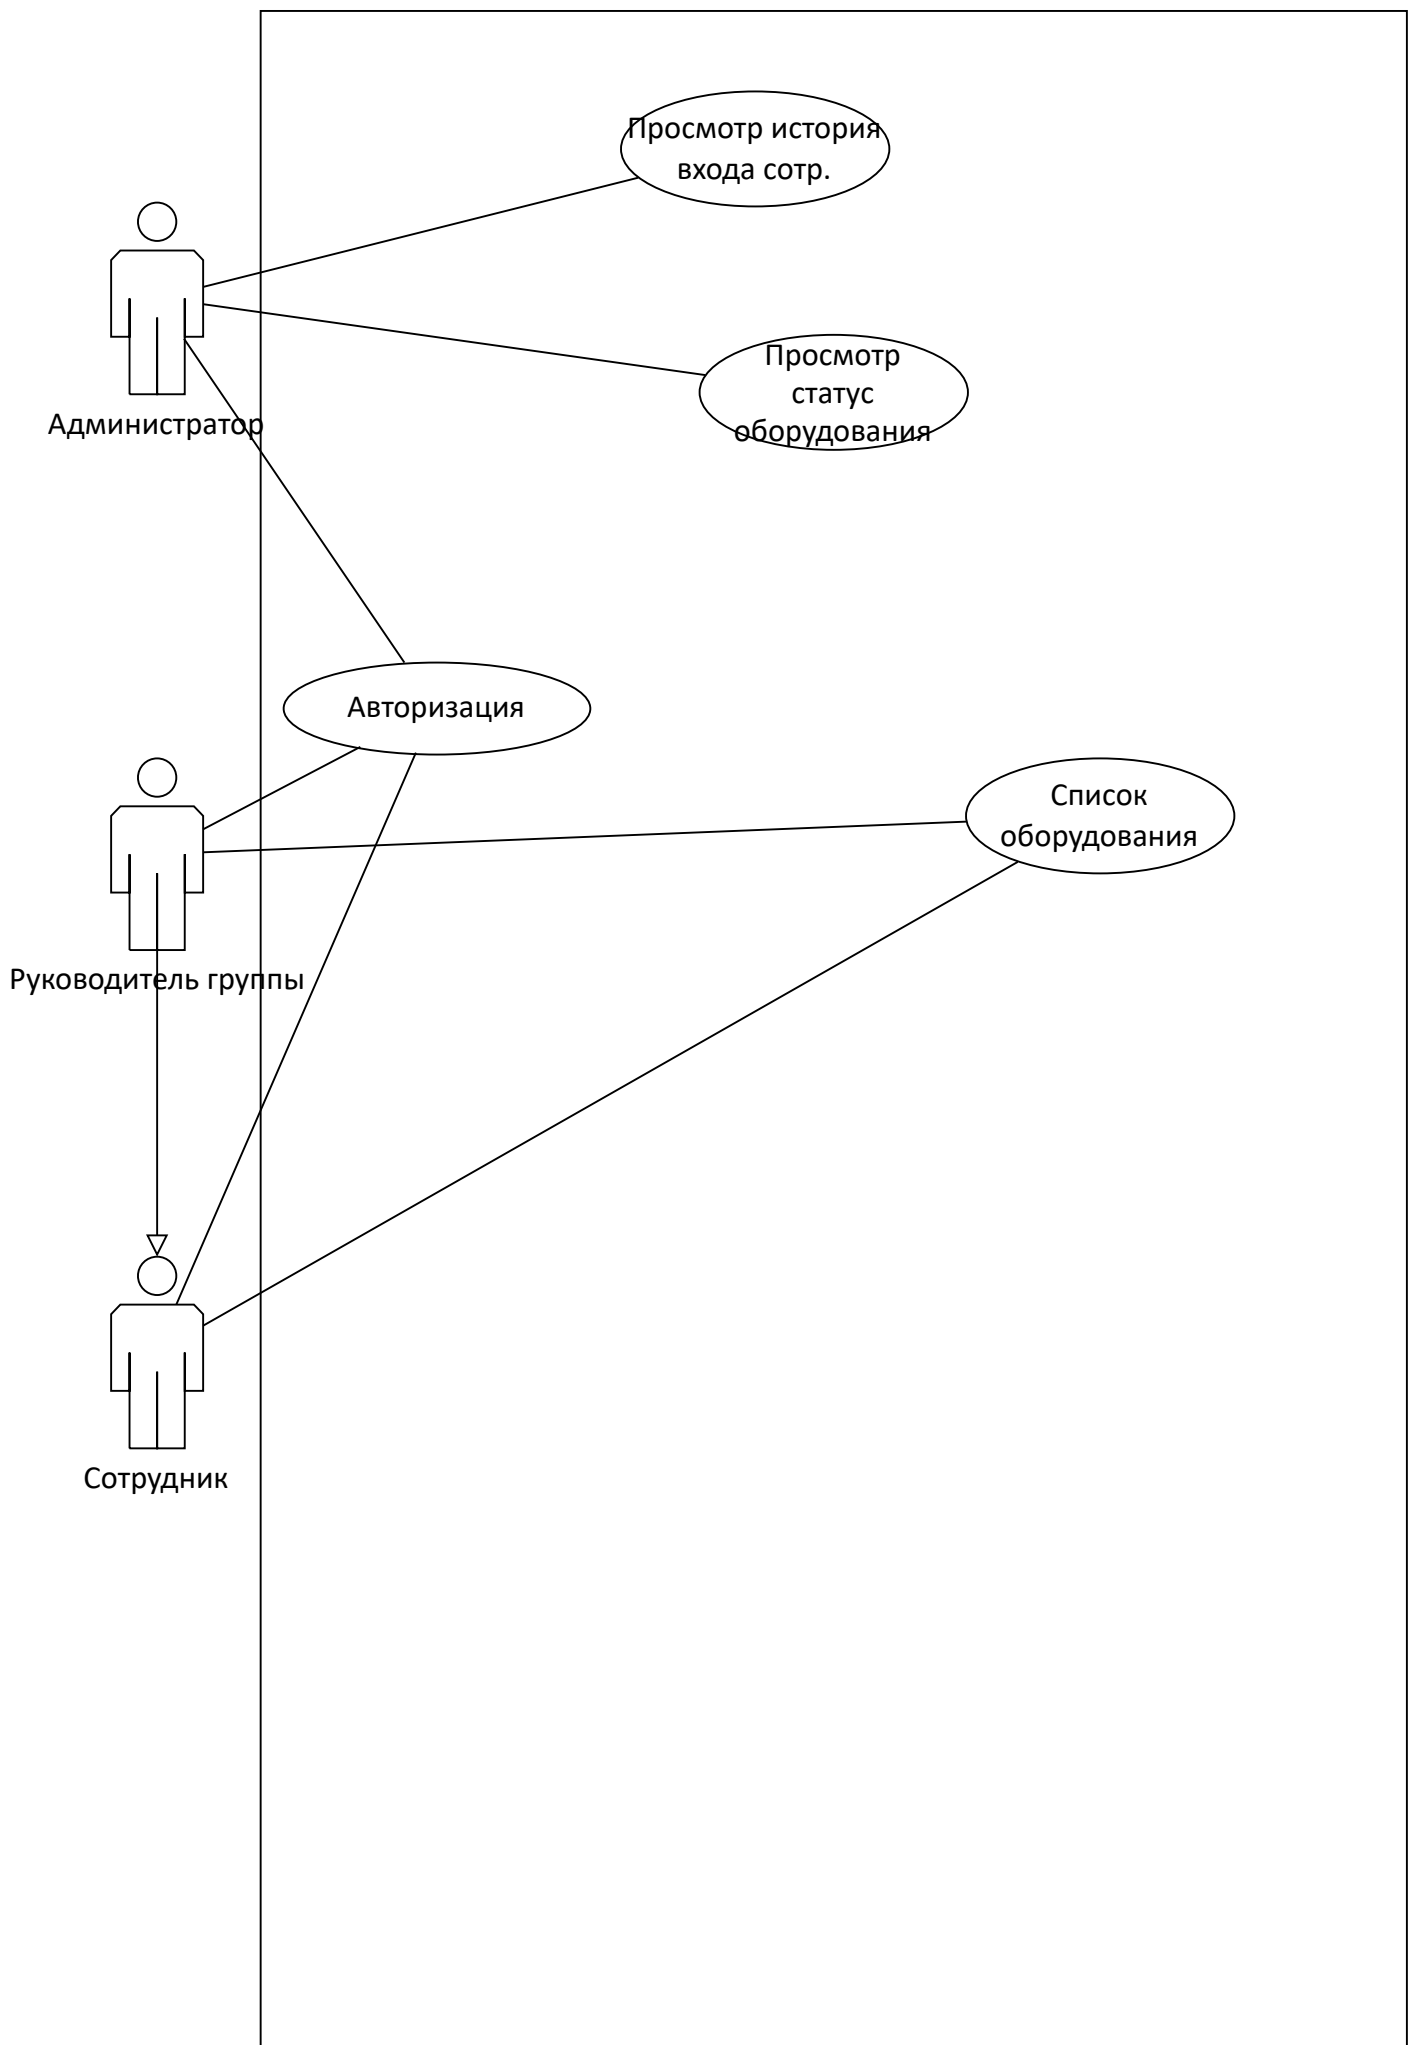 Просмотр история
входа сотр.
Просмотр
статус
оборудования
Администратор
Авторизация
Список
оборудования
Руководитель группы
Сотрудник